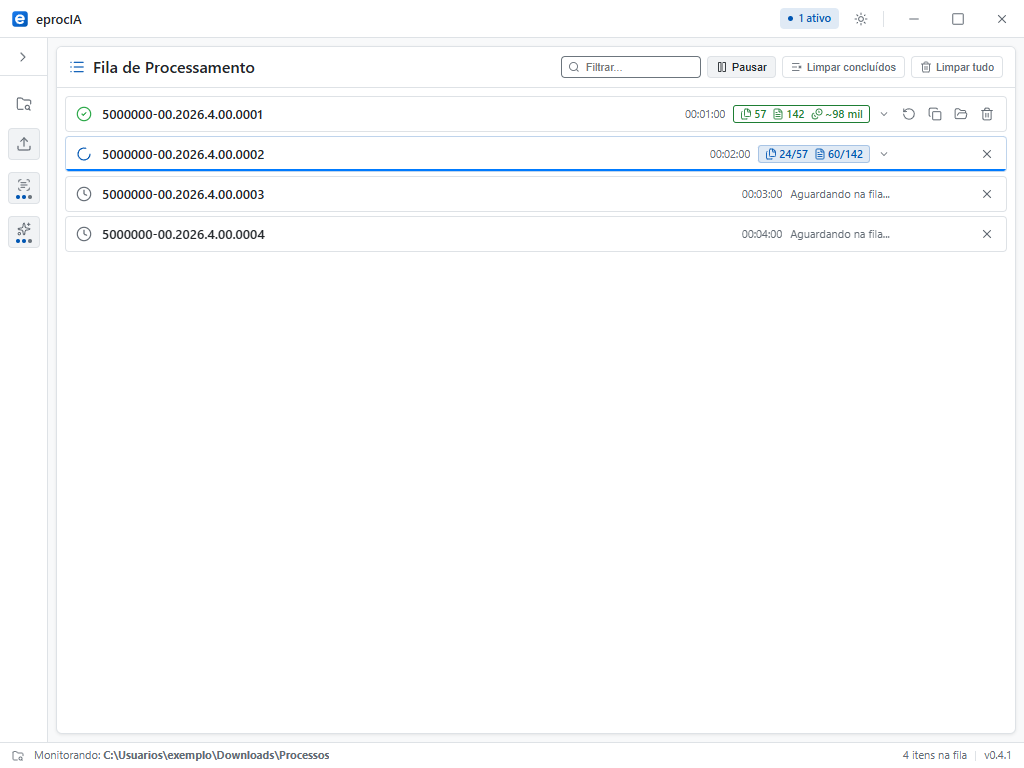 eprocIA
1 ativo
Fila de Processamento
Filtrar...
Pausar
Limpar concluídos
Limpar tudo
5000000-00.2026.4.00.0001 00:01:00 57 142 ~98 mil
5000000-00.2026.4.00.0002 00:02:00 24/57 60/142
5000000-00.2026.4.00.0003 00:03:00 Aguardando na fila...
5000000-00.2026.4.00.0004 00:04:00 Aguardando na fila...
Monitorando: C:\Usuarios\exemplo\Downloads\Processos
4 itens na fila
v0.4.1